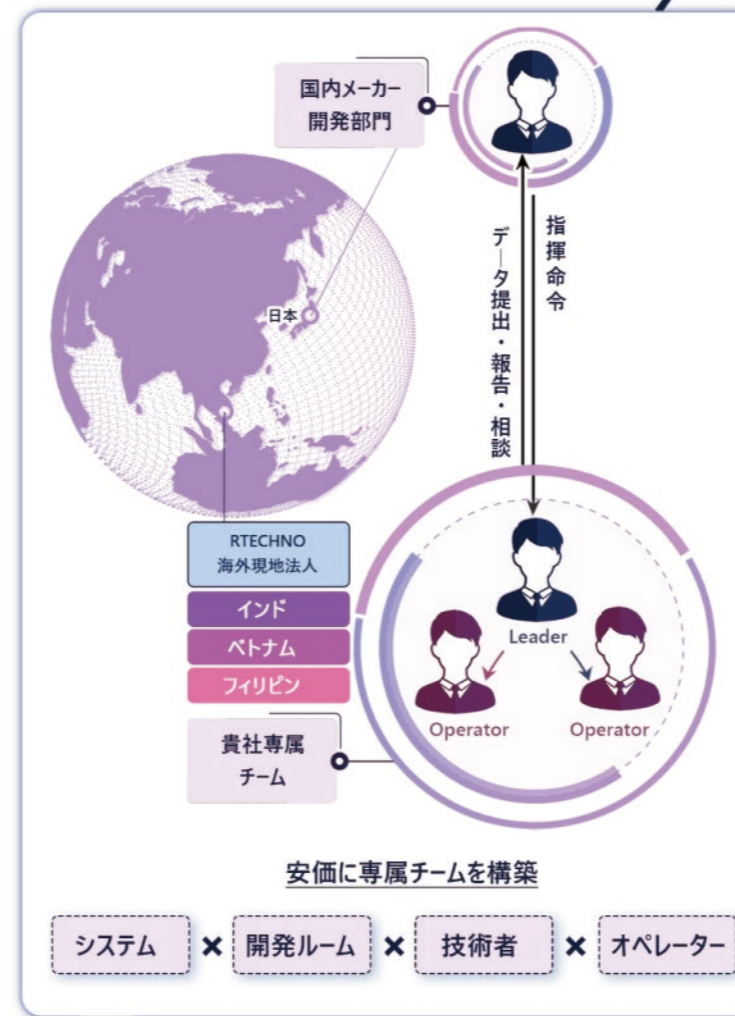 国内メーカー
開発部門
日本
指揮命令
データ提出・報告・相談
RTECHNO
海外現地法人
インド
ベトナム
フィリピン
Leader
Operator
Operator
貴社専属
チーム
安価に専属チームを構築
システム × 開発ルーム × 技術者 × オペレーター